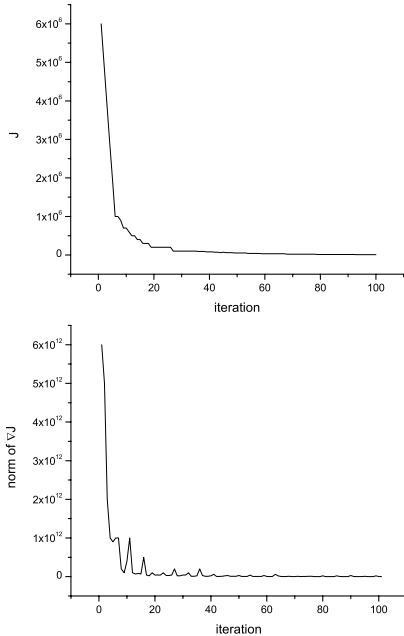 6x10⁶
5x10⁶
4x10⁶
3x10⁶
2x10⁶
1x10⁶
0
J
0 20 40 60 80 100
iteration
6x10¹²
5x10¹²
4x10¹²
3x10¹²
2x10¹²
1x10¹²
0
norm of ∇J
0 20 40 60 80 100
iteration